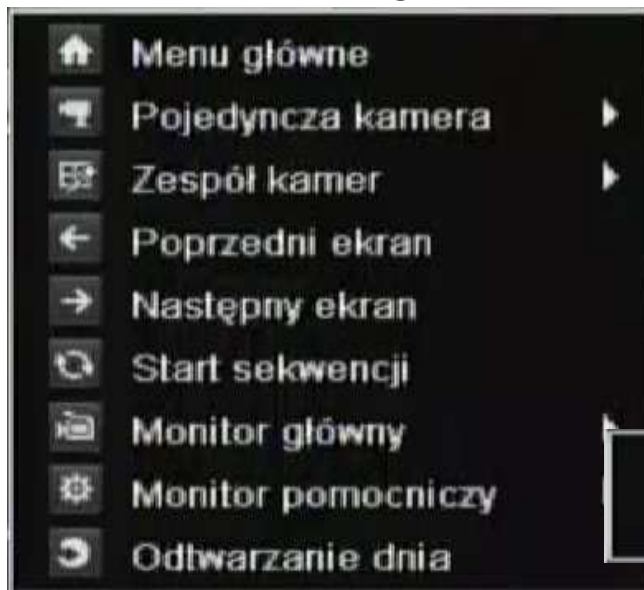 Menu główne
Pojedyncza kamera
Zespół kamer
Poprzedni ekran
Następny ekran
Start sekwencji
Monitor główny
Monitor pomocniczy
Odtwarzanie dnia